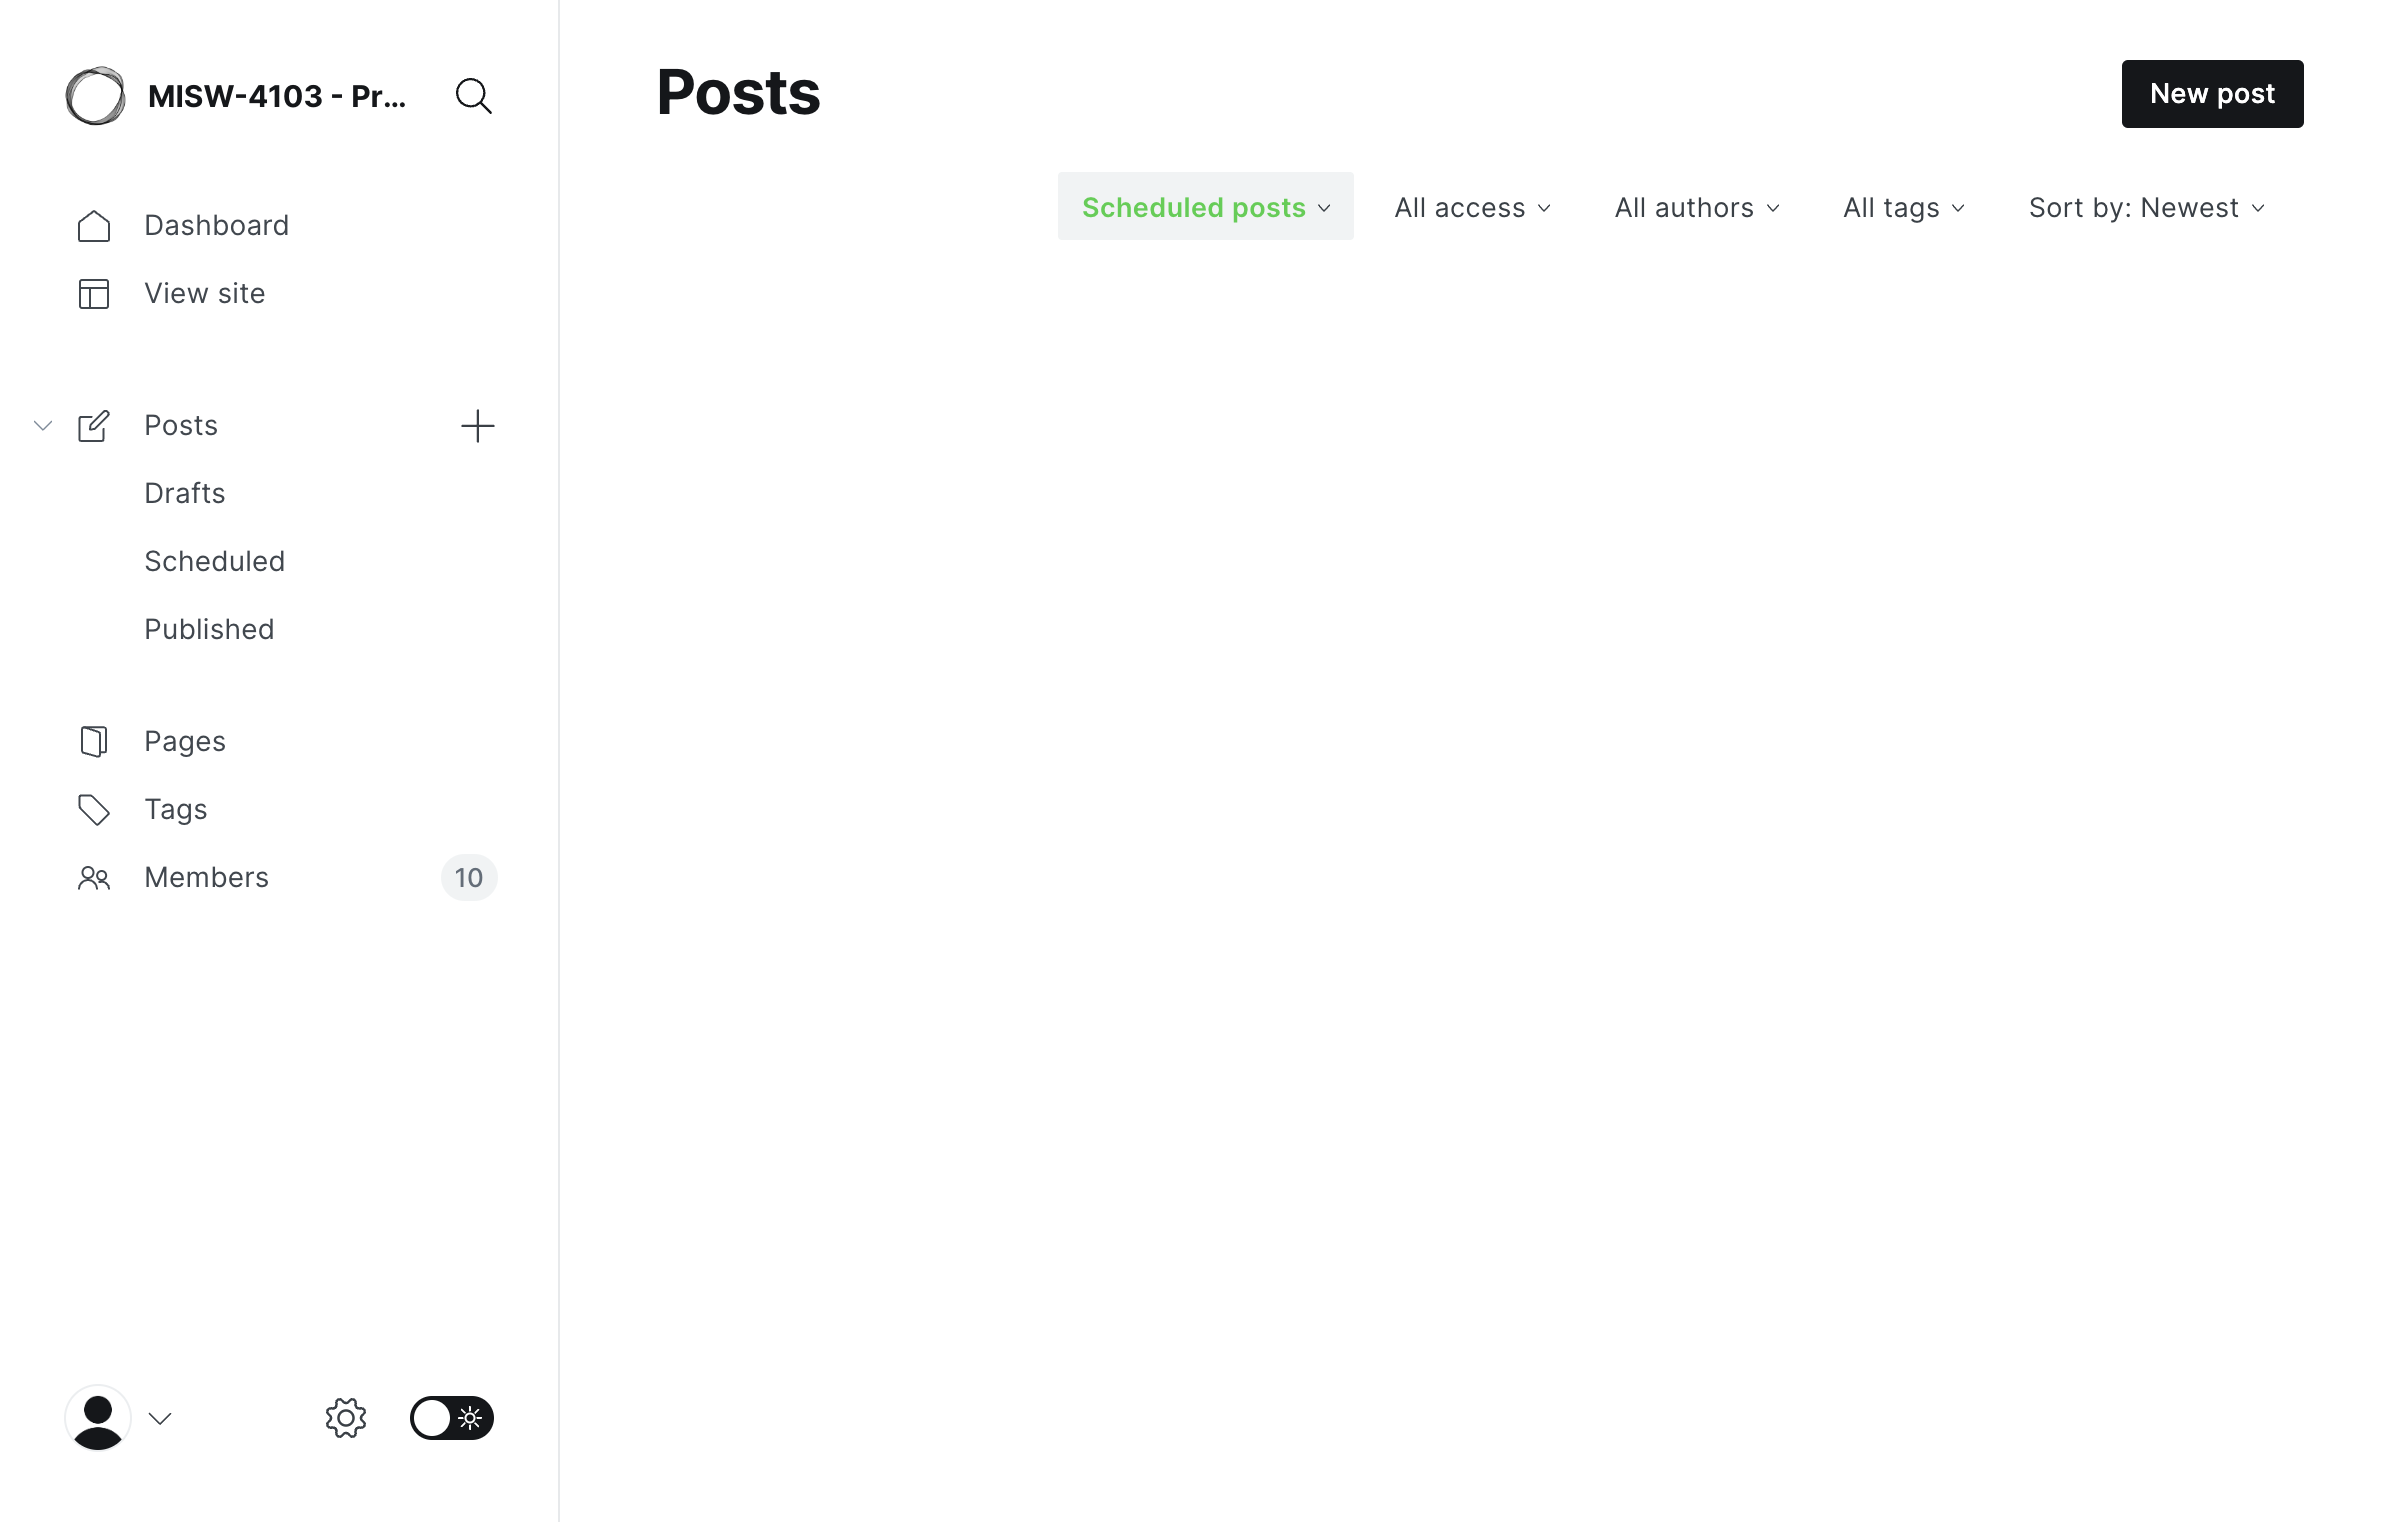 MISW-4103 - Pr...
Dashboard
View site
Posts
Drafts
Scheduled
Published
Pages
Tags
Members 10
Posts
New post
Scheduled posts All access All authors All tags Sort by: Newest